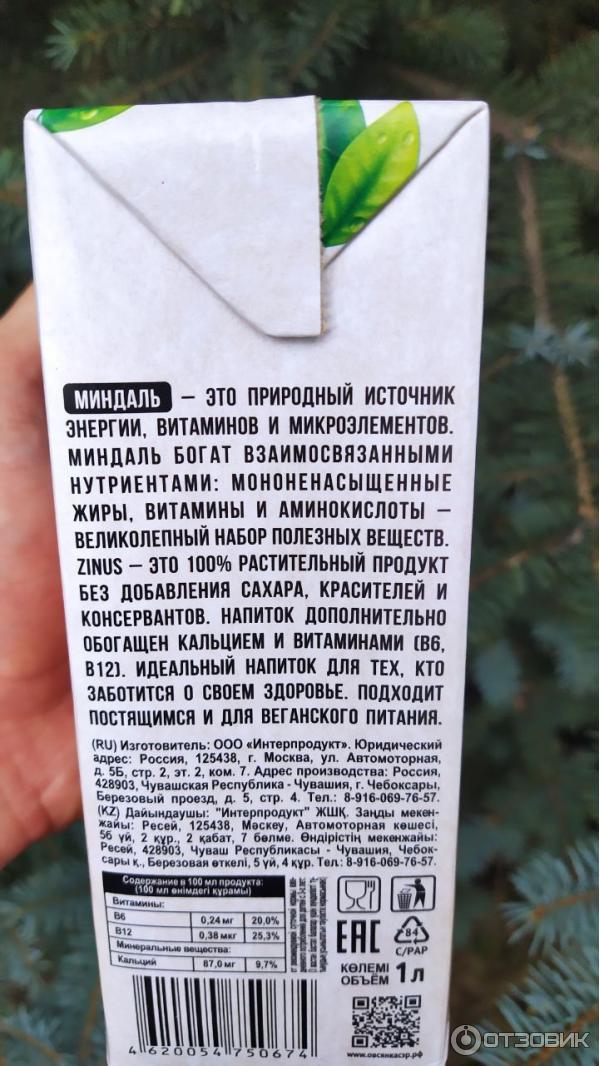 МИНДАЛЬ — ЭТО ПРИРОДНЫЙ ИСТОЧНИК
ЭНЕРГИИ, ВИТАМИНОВ И МИКРОЭЛЕМЕНТОВ.
МИНДАЛЬ БОГАТ ВЗАИМОСВЯЗАННЫМИ
НУТРИЕНТАМИ: МОНОНЕНАСЫЩЕННЫЕ
ЖИРЫ, ВИТАМИНЫ И АМИНОКИСЛОТЫ —
ВЕЛИКОЛЕПНЫЙ НАБОР ПОЛЕЗНЫХ ВЕЩЕСТВ.
ZINUS — ЭТО 100% РАСТИТЕЛЬНЫЙ ПРОДУКТ
БЕЗ ДОБАВЛЕНИЯ САХАРА, КРАСИТЕЛЕЙ И
КОНСЕРВАНТОВ. НАПИТОК ДОПОЛНИТЕЛЬНО
ОБОГАЩЕН КАЛЬЦИЕМ И ВИТАМИНАМИ (B6,
B12). ИДЕАЛЬНЫЙ НАПИТОК ДЛЯ ТЕХ, КТО
ЗАБОТИТСЯ О СВОЕМ ЗДОРОВЬЕ. ПОДХОДИТ
ПОСТЯЩИМСЯ И ДЛЯ ВЕГАНСКОГО ПИТАНИЯ.
(RU) Изготовитель: ООО «Интерпродукт». Юридический
адрес: Россия, 125438, г. Москва, ул. Автомоторная,
д. 5Б, стр. 2, эт. 2, ком. 7. Адрес производства: Россия,
428903, Чувашская Республика - Чувашия, г. Чебоксары,
Березовый проезд, д. 5, стр. 4. Тел.: 8-916-069-76-57.
(KZ) Дайындаушы: "Интерпродукт" ЖШҚ. Заңды мекен-
жайы: Ресей, 125438, Мәскеу, Автомоторная көшесі,
5б үй, 2 құр., 2 қабат, 7 бөлме. Өндірістің мекенжайы:
Ресей, 428903, Чуваш Республикасы - Чувашия, Чебок-
сары қ., Березовая өткелі, 5 үй, 4 құр. Тел.: 8-916-069-76-57.
Содержание в 100 мл продукта:
(100 мл өнімдегі құрамы)
Витамины:
B6 0,24 мг 20,0%
B12 0,38 мкг 25,3%
Минеральные вещества:
Кальций 87,0 мг 9,7%
EAC
84
C/PAP
КӨЛЕМІ
ОБЪЁМ 1 л
4 620054 750674
www.овсянкасэр.рф
ОТЗОВИК